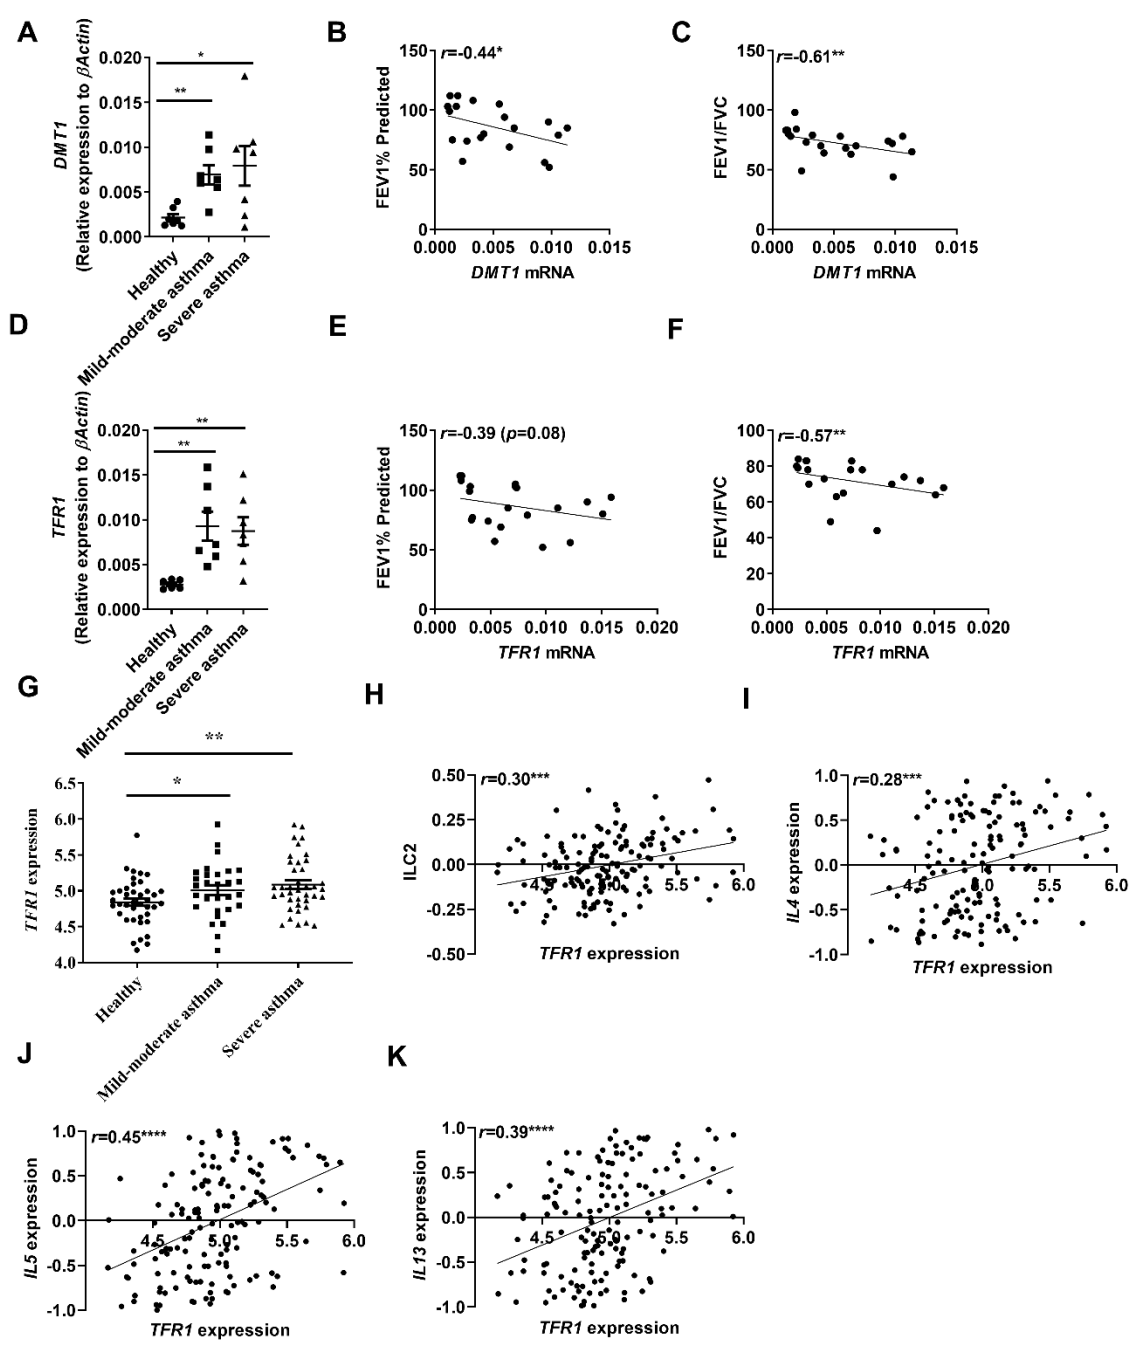 A
DMT1
(Relative expression to βActin)
0.020
0.015
0.010
0.005
0.000
*
**
Healthy
Mild-moderate asthma
Severe asthma
B
r=-0.44*
FEV1% Predicted
150
100
50
0
0.000 0.005 0.010 0.015
DMT1 mRNA
C
r=-0.61**
FEV1/FVC
150
100
50
0
0.000 0.005 0.010 0.015
DMT1 mRNA
D
TFR1
(Relative expression to βActin)
0.020
0.015
0.010
0.005
0.000
**
**
Healthy
Mild-moderate asthma
Severe asthma
E
r=-0.39 (p=0.08)
FEV1% Predicted
150
100
50
0
0.000 0.005 0.010 0.015 0.020
TFR1 mRNA
F
r=-0.57**
FEV1/FVC
100
80
60
40
20
0
0.000 0.005 0.010 0.015 0.020
TFR1 mRNA
G
TFR1 expression
6.5
6.0
5.5
5.0
4.5
4.0
**
*
Healthy
Mild-moderate asthma
Severe asthma
H
r=0.30***
ILC2
0.50
0.25
0.00
-0.25
-0.50
4.5 5.0 5.5 6.0
TFR1 expression
I
r=0.28***
IL4 expression
1.0
0.5
0.0
-0.5
-1.0
4.5 5.0 5.5 6.0
TFR1 expression
J
r=0.45****
IL5 expression
1.0
0.5
0.0
-0.5
-1.0
4.5 5.0 5.5 6.0
TFR1 expression
K
r=0.39****
IL13 expression
1.0
0.5
0.0
-0.5
-1.0
4.5 5.0 5.5 6.0
TFR1 expression